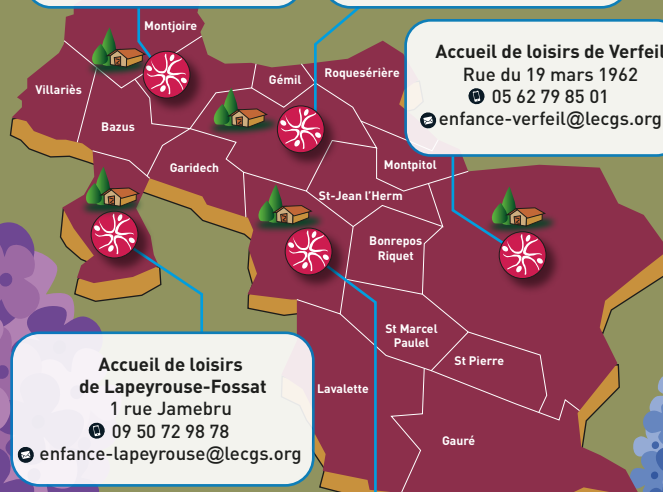 Montjoire
Villariès
Bazus
Gémil
Roquesérière
Garidech
Montpitol
St-Jean l'Herm
Bonrepos
Riquet
St Marcel
Paulel
St Pierre
Lavalette
Gauré
Accueil de loisirs de Verfeil
Rue du 19 mars 1962
05 62 79 85 01
enfance-verfeil@lecgs.org
Accueil de loisirs
de Lapeyrouse-Fossat
1 rue Jamebru
09 50 72 98 78
enfance-lapeyrouse@lecgs.org